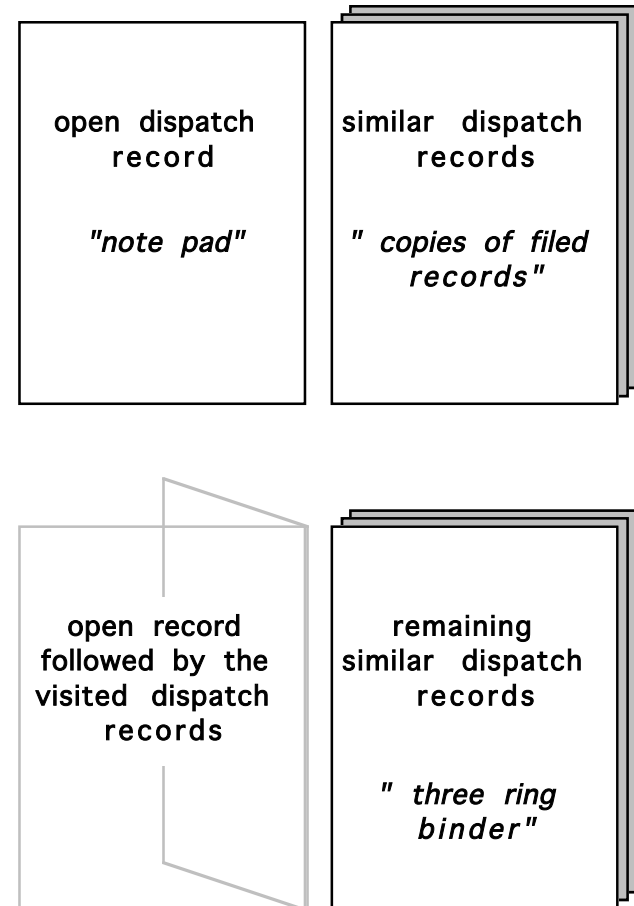 open dispatch
record
"note pad"
similar dispatch
records
" copies of filed
records"
open record
followed by the
visited dispatch
records
remaining
similar dispatch
records
" three ring
binder"